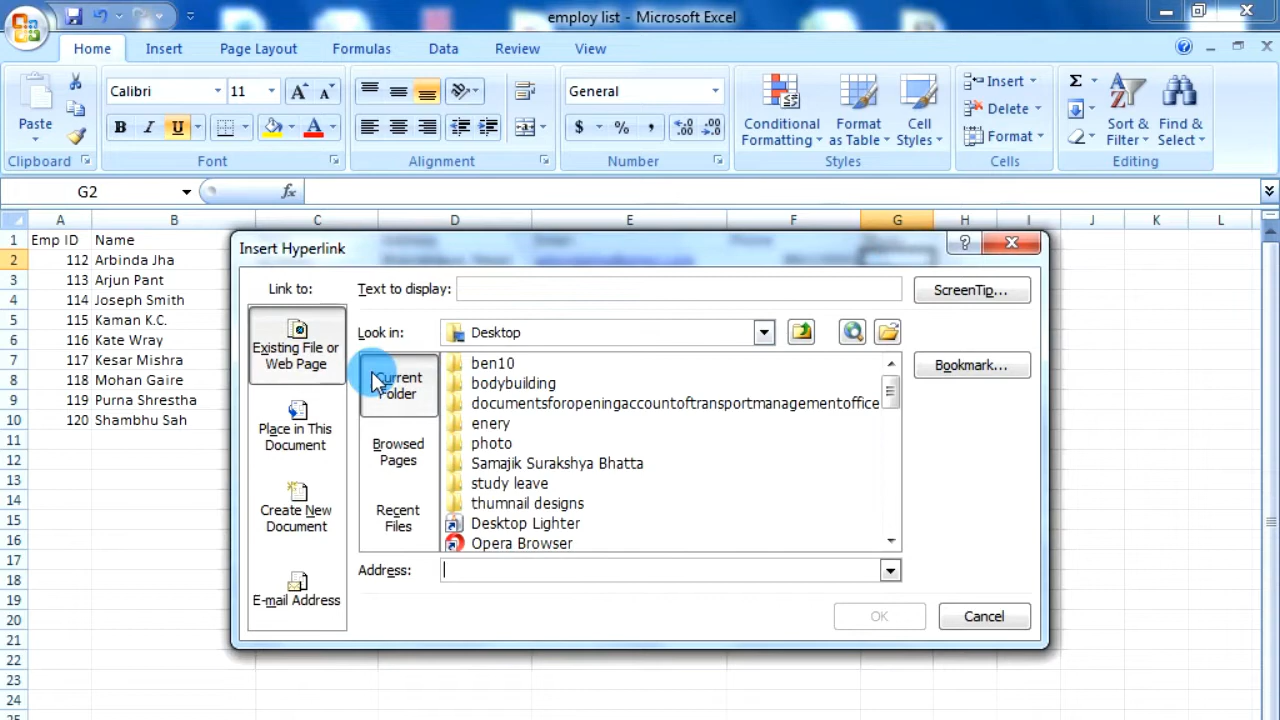 employ list - Microsoft Excel
Home Insert Page Layout Formulas Data Review View
Paste
Calibri 11
General
Conditional Formatting
Format as Table
Cell Styles
Insert
Delete
Format
Sort & Filter
Find & Select
Clipboard Font Alignment Number Styles Cells Editing
G2 fx
A B C D E F G H I J K L
1 Emp ID Name
2 112 Arbinda Jha
3 113 Arjun Pant
4 114 Joseph Smith
5 115 Kaman K.C.
6 116 Kate Wray
7 117 Kesar Mishra
8 118 Mohan Gaire
9 119 Purna Shrestha
10 120 Shambhu Sah
11
12
13
14
15
16
17
18
19
20
21
22
23
24
Insert Hyperlink
Link to:
Existing File or
Web Page
Place in This
Document
Create New
Document
E-mail Address
Text to display:
ScreenTip...
Look in: Desktop
Bookmark...
Current
Folder
Browsed
Pages
Recent
Files
ben10
bodybuilding
documentsforopeningaccountoftransportmanagementoffice
enery
photo
Samajik Surakshya Bhatta
study leave
thumnail designs
Desktop Lighter
Opera Browser
Address:
OK Cancel